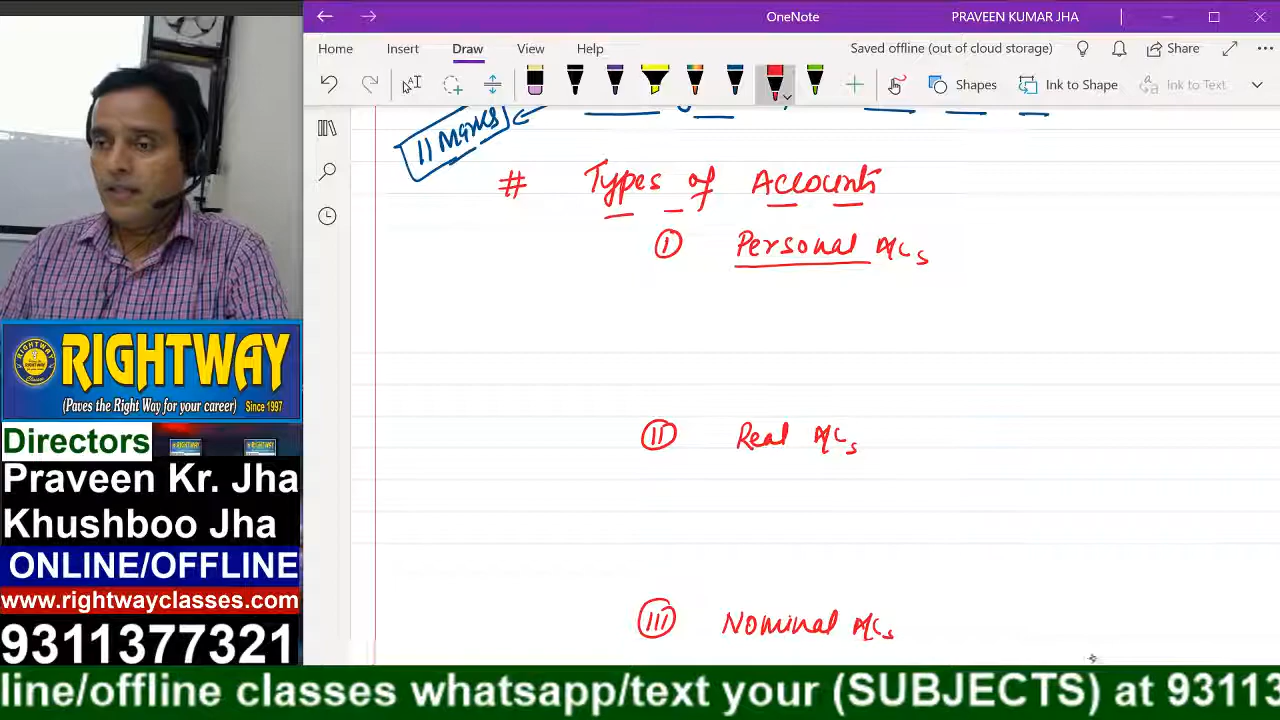 OneNote
PRAVEEN KUMAR JHA
Home Insert Draw View Help
Saved offline (out of cloud storage)
Share
Shapes
Ink to Shape
Ink to Text
11 Marks
# Types of Accounts
(I) Personal A/Cs
(II) Real A/Cs
(III) Nominal A/Cs
RIGHTWAY
(Paves the Right Way for your career) Since 1997
Directors
Praveen Kr. Jha
Khushboo Jha
ONLINE/OFFLINE
www.rightwayclasses.com
9311377321
line/offline classes whatsapp/text your (SUBJECTS) at 9311